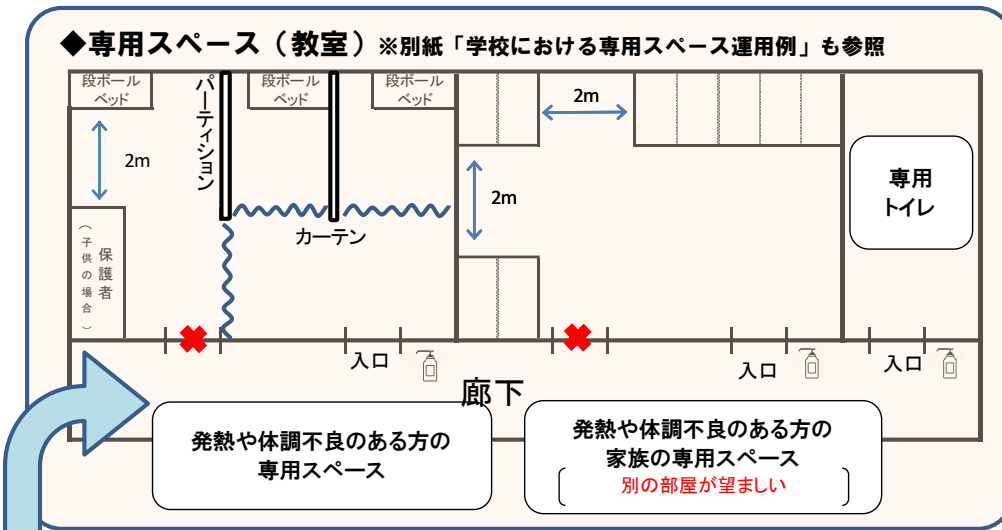 ◆専用スペース（教室）※別紙「学校における専用スペース運用例」も参照
段ボール
ベッド
パーティション
段ボール
ベッド
段ボール
ベッド
2m
2m
2m
カーテン
保護者
（子供の場合）
専用
トイレ
入口
入口
入口
廊下
発熱や体調不良のある方の
専用スペース
発熱や体調不良のある方の
家族の専用スペース
別の部屋が望ましい